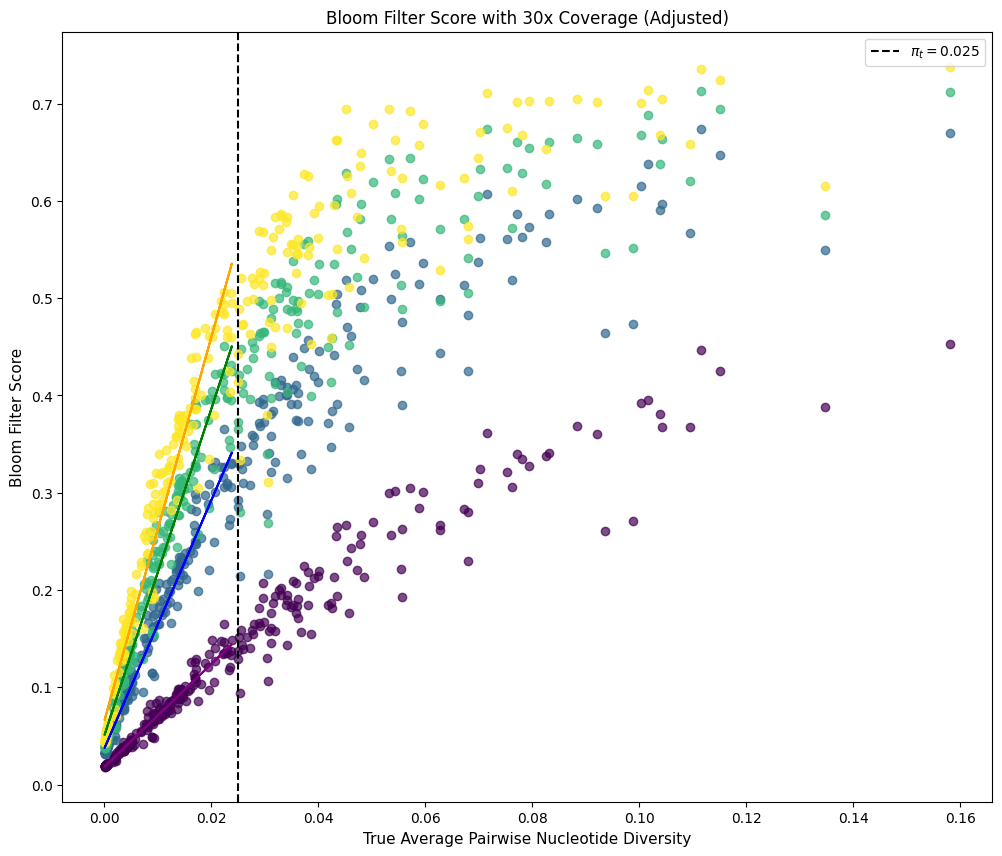 Bloom Filter Score with 30x Coverage (Adjusted)
π_t = 0.025
Bloom Filter Score
0.7
0.6
0.5
0.4
0.3
0.2
0.1
0.0
0.00 0.02 0.04 0.06 0.08 0.10 0.12 0.14 0.16
True Average Pairwise Nucleotide Diversity